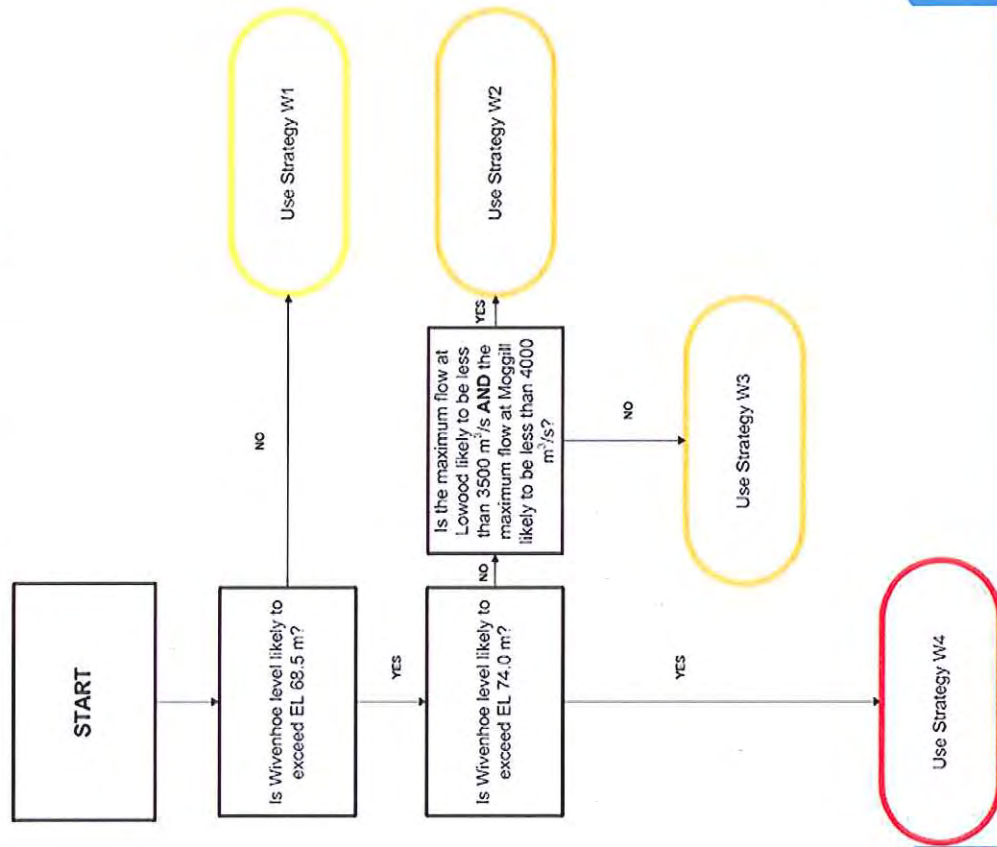 START
Is Wivenhoe level likely to
exceed EL 68.5 m?
NO
Use Strategy W1
YES
Is Wivenhoe level likely to
exceed EL 74.0 m?
NO
Is the maximum flow at
Lowood likely to be less
than 3500 m³/s AND the
maximum flow at Moggill
likely to be less than 4000
m³/s?
YES
Use Strategy W2
NO
Use Strategy W3
YES
Use Strategy W4